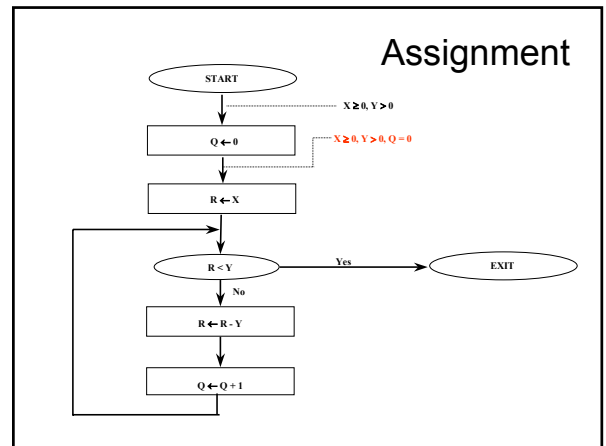 Assignment
START
X ≥ 0, Y > 0
Q ← 0
X ≥ 0, Y > 0, Q = 0
R ← X
R < Y
Yes
EXIT
No
R ← R - Y
Q ← Q + 1